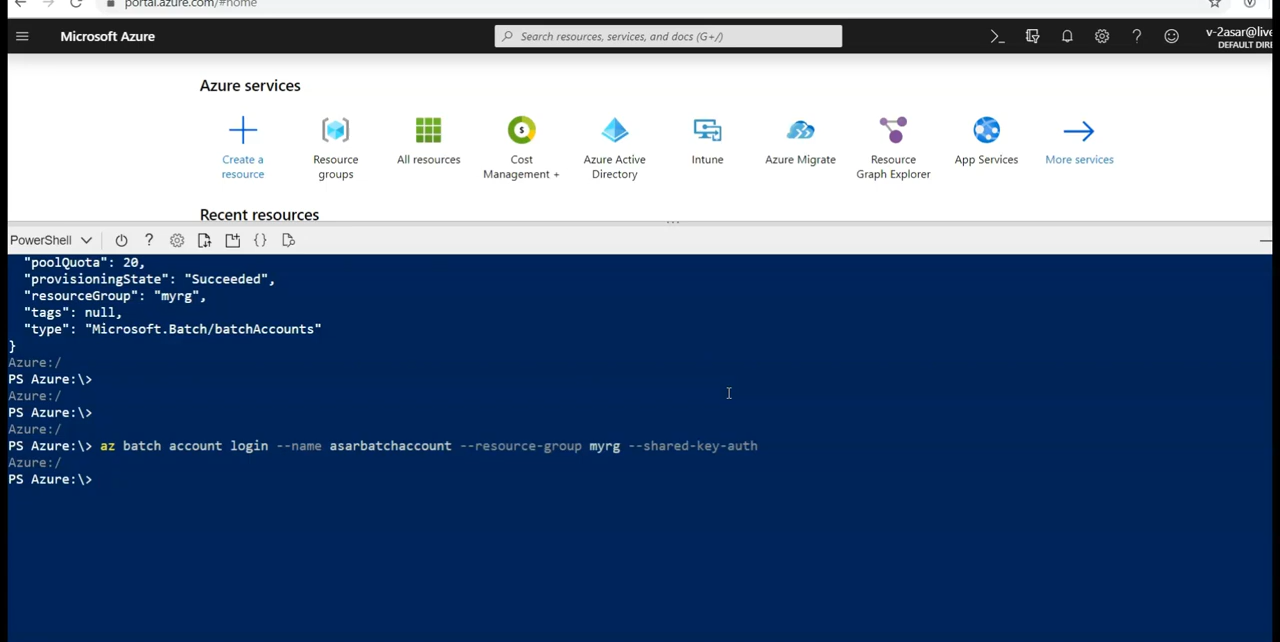 portal.azure.com/#home
Microsoft Azure
Search resources, services, and docs (G+/)
v-2asar@live
DEFAULT DIRE
Azure services
Create a
resource
Resource
groups
All resources
Cost
Management +
Azure Active
Directory
Intune
Azure Migrate
Resource
Graph Explorer
App Services
More services
Recent resources
PowerShell
"poolQuota": 20,
"provisioningState": "Succeeded",
"resourceGroup": "myrg",
"tags": null,
"type": "Microsoft.Batch/batchAccounts"
}
Azure:/
PS Azure:\>
Azure:/
PS Azure:\>
Azure:/
PS Azure:\> az batch account login --name asarbatchaccount --resource-group myrg --shared-key-auth
Azure:/
PS Azure:\>